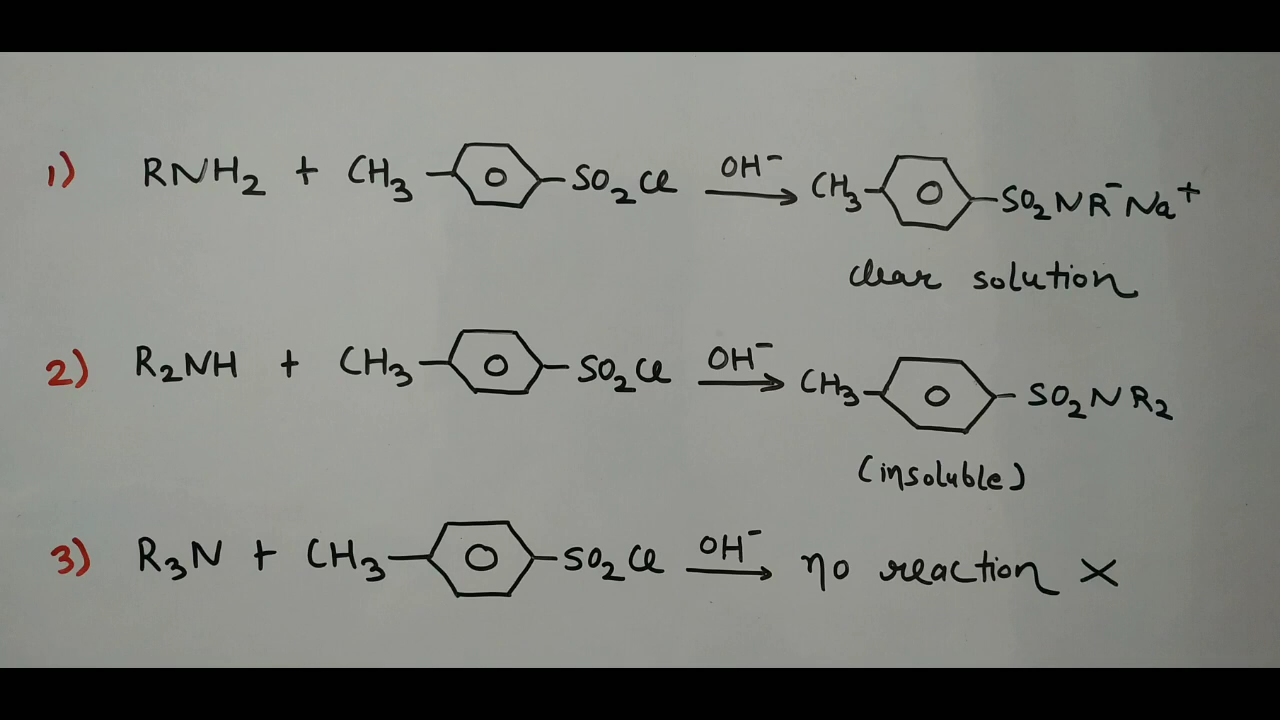 1) RNH₂ + CH₃-⌬-SO₂Cl OH⁻→ CH₃-⌬-SO₂NR⁻Na⁺
clear solution
2) R₂NH + CH₃-⌬-SO₂Cl OH⁻→ CH₃-⌬-SO₂NR₂
(insoluble)
3) R₃N + CH₃-⌬-SO₂Cl OH⁻→ no reaction ×